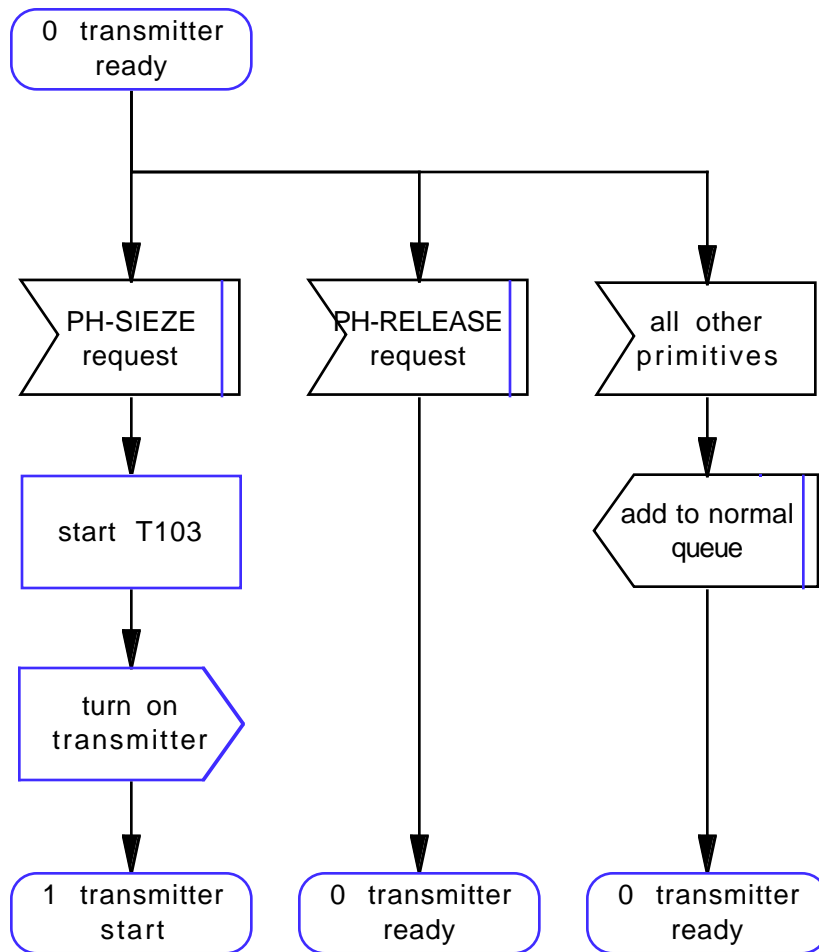 0 transmitter
ready
PH-SIEZE
request
PH-RELEASE
request
all other
primitives
start T103
add to normal
queue
turn on
transmitter
1 transmitter
start
0 transmitter
ready
0 transmitter
ready